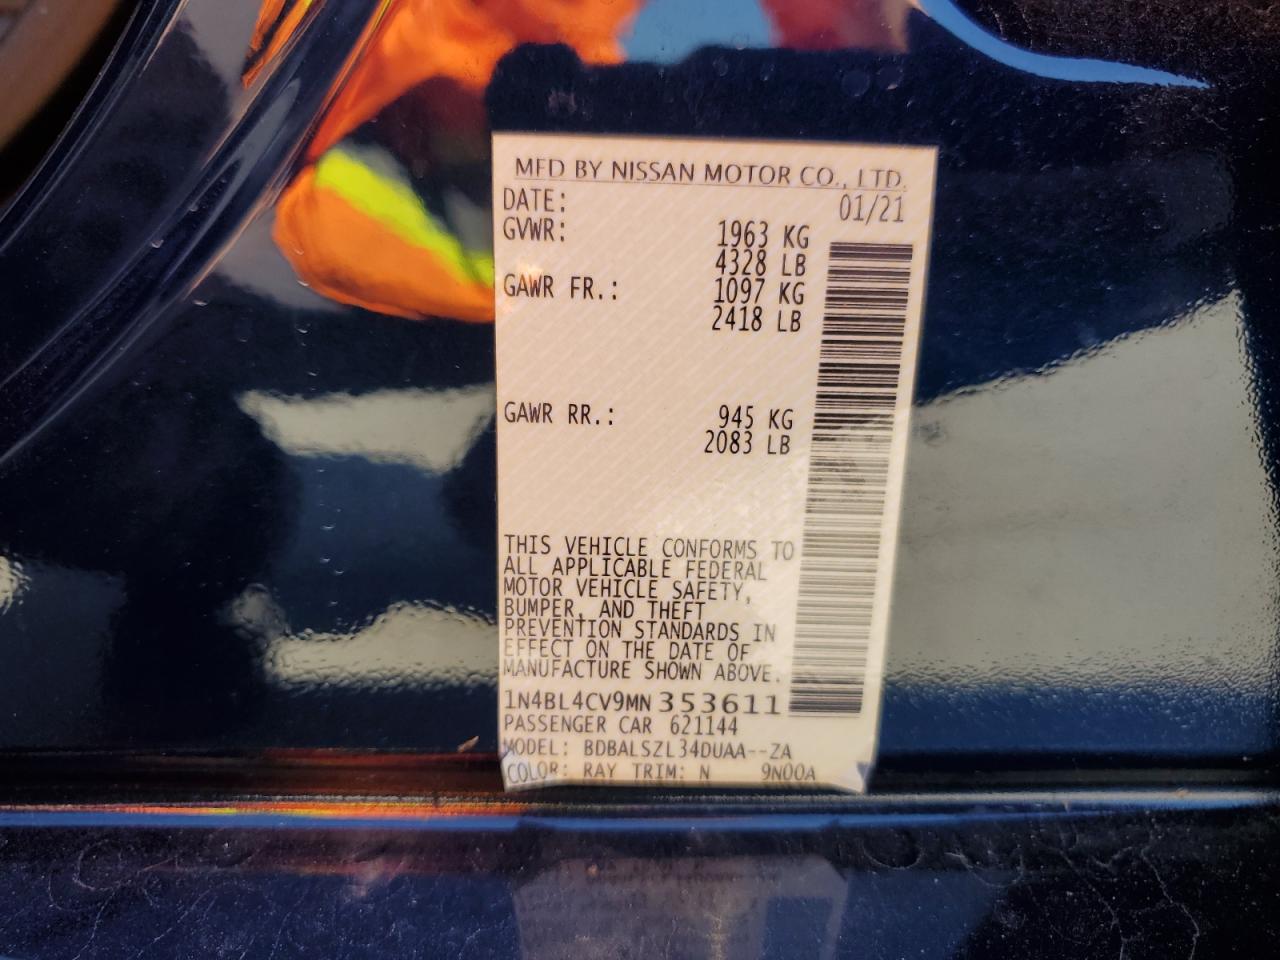 MFD BY NISSAN MOTOR CO., LTD.
DATE: 01/21
GVWR: 1963 KG
4328 LB
GAWR FR.: 1097 KG
2418 LB
GAWR RR.: 945 KG
2083 LB
THIS VEHICLE CONFORMS TO
ALL APPLICABLE FEDERAL
MOTOR VEHICLE SAFETY,
BUMPER, AND THEFT
PREVENTION STANDARDS IN
EFFECT ON THE DATE OF
MANUFACTURE SHOWN ABOVE.
1N4BL4CV9MN353611
PASSENGER CAR 621144
MODEL: BDBALSZL34DUAA--ZA
COLOR: RAY TRIM: N 9N00A